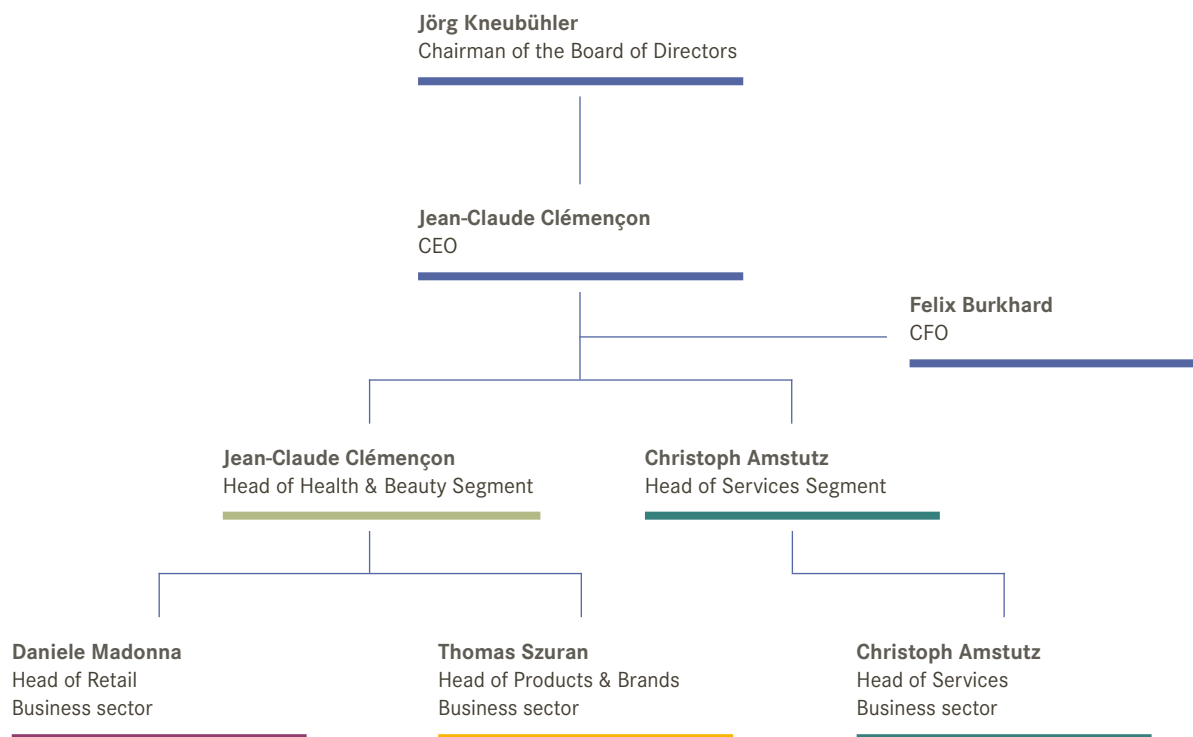 Jörg Kneubühler
Chairman of the Board of Directors
Jean-Claude Clémençon
CEO
Felix Burkhard
CFO
Jean-Claude Clémençon
Head of Health & Beauty Segment
Christoph Amstutz
Head of Services Segment
Daniele Madonna
Head of Retail
Business sector
Thomas Szuran
Head of Products & Brands
Business sector
Christoph Amstutz
Head of Services
Business sector